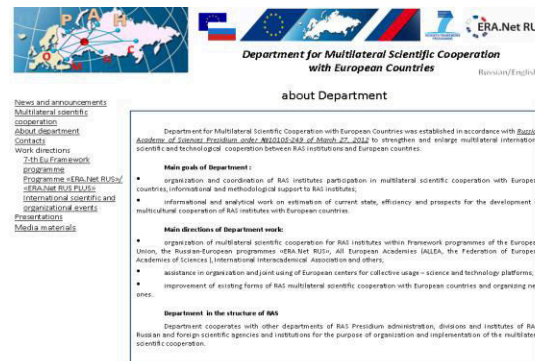 РАН
ERA.Net RUS
Department for Multilateral Scientific Cooperation
with European Countries
Russian/English
about Department
News and announcements
Multilateral scientific
cooperation
About department
Contacts
Work directions
7-th Eu Framework
programme
Programme «ERA.Net RUS»/
«ERA.Net RUS PLUS»
International scientific and
organizational events
Presentations
Media materials
Department for Multilateral Scientific Cooperation with European Countries was established in accordance with Russian
Academy of Sciences Presidium order №10105-249 of March 27, 2012 to strengthen and enlarge multilateral international
scientific and technological cooperation between RAS institutions and European countries.
Main goals of Department :
• organization and coordination of RAS institutes participation in multilateral scientific cooperation with European
countries, informational and methodological support to RAS institutes;
• informational and analytical work on estimation of current state, efficiency and prospects for the development
multicultural cooperation of RAS institutes with European countries.
Main directions of Department work:
• organization of multilateral scientific cooperation for RAS institutes within Framework programmes of the European
Union, the Russian-European programmes «ERA.Net RUS», All European Academies (ALLEA, the Federation of European
Academies of Sciences ), International Interacademical Association and others;
• assistance in organization and joint using of European centers for collective usage – science and technology platforms;
• improvement of existing forms of RAS multilateral scientific cooperation with European countries and organizing new
ones.
Department in the structure of RAS
Department cooperates with other departments of RAS Presidium administration, divisions and institutes of RAS
Russian and foreign scientific agencies and institutions for the purpose of organization and implementation of the multilateral
scientific cooperation.